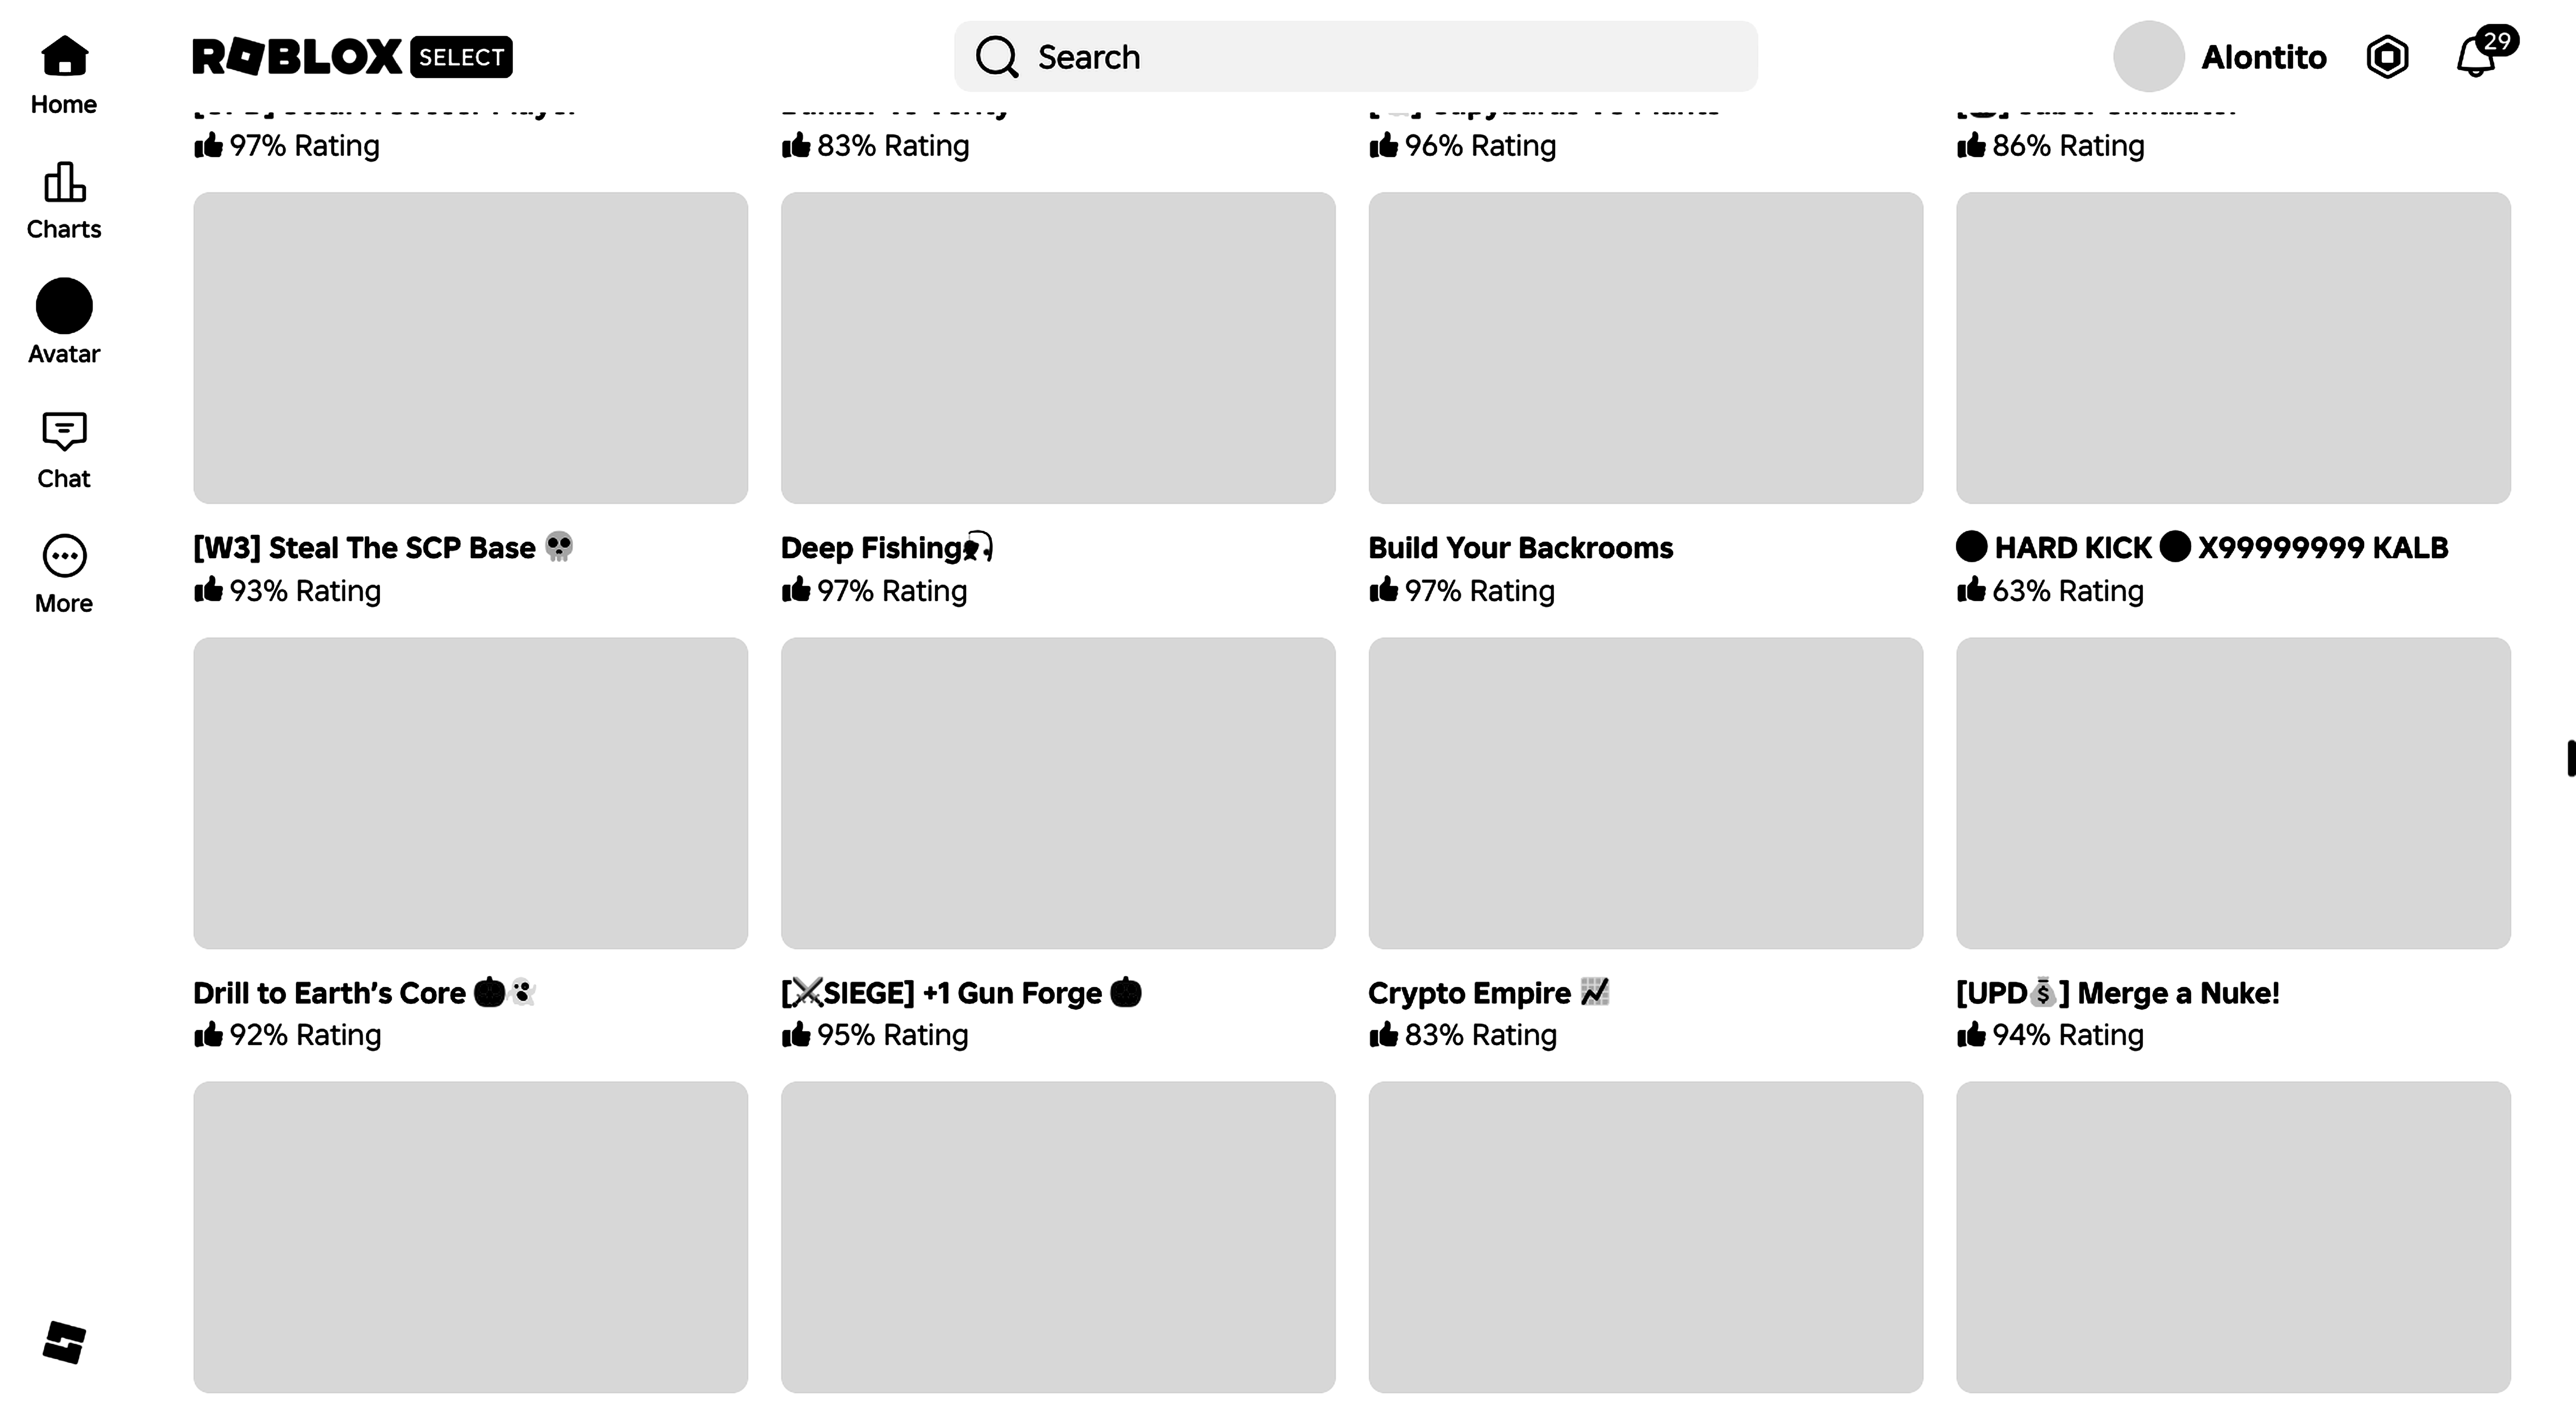 ROBLOX SELECT
Search
Alontito
29
Home
Charts
Avatar
Chat
More
97% Rating
83% Rating
96% Rating
86% Rating
[W3] Steal The SCP Base 💀
Deep Fishing🎣
Build Your Backrooms
⚫ HARD KICK ⚫ X99999999 KALB
93% Rating
97% Rating
97% Rating
63% Rating
Drill to Earth's Core 🎃👻
[⚔️SIEGE] +1 Gun Forge 🎃
Crypto Empire 📈
[UPD💰] Merge a Nuke!
92% Rating
95% Rating
83% Rating
94% Rating